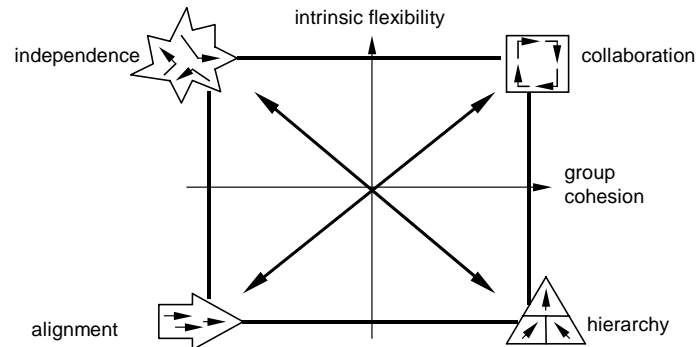 intrinsic flexibility
independence
collaboration
group
cohesion
alignment
hierarchy